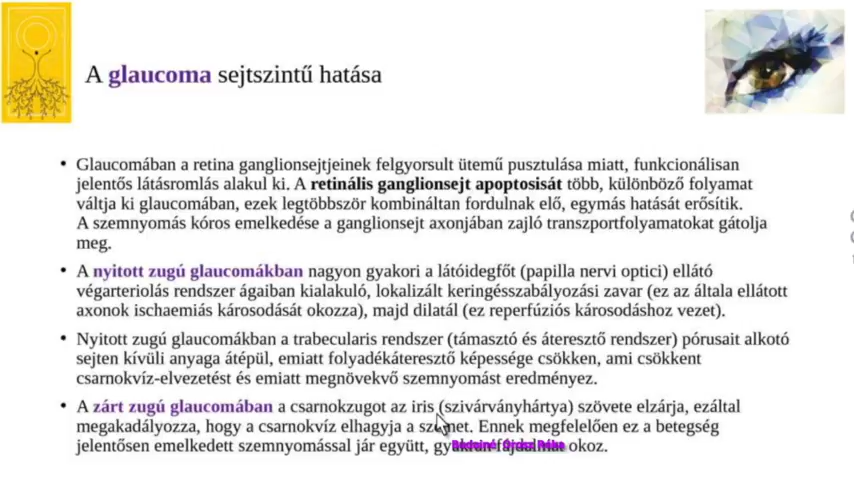 A glaucoma sejtszintű hatása
• Glaucomában a retina ganglionsejtjeinek felgyorsult ütemű pusztulása miatt, funkcionálisan
jelentős látásromlás alakul ki. A retinális ganglionsejt apoptosisát több, különböző folyamat
váltja ki glaucomában, ezek legtöbbször kombináltan fordulnak elő, egymás hatását erősítik.
A szemnyomás kóros emelkedése a ganglionsejt axonjában zajló transzportfolyamatokat gátolja
meg.
• A nyitott zugú glaucomákban nagyon gyakori a látóidegfőt (papilla nervi optici) ellátó
végarteriolás rendszer ágaiban kialakuló, lokalizált keringésszabályozási zavar (ez az általa ellátott
axonok ischaemiás károsodását okozza), majd dilatál (ez reperfúziós károsodáshoz vezet).
• Nyitott zugú glaucomákban a trabecularis rendszer (támasztó és áteresztő rendszer) pórusait alkotó
sejten kívüli anyaga átépül, emiatt folyadékáteresztő képessége csökken, ami csökkent
csarnokvíz-elvezetést és emiatt megnövekvő szemnyomást eredményez.
• A zárt zugú glaucomában a csarnokzugot az iris (szivárványhártya) szövete elzárja, ezáltal
megakadályozza, hogy a csarnokvíz elhagyja a szemet. Ennek megfelelően ez a betegség
jelentősen emelkedett szemnyomással jár együtt, gyakran fájdalmat okoz.